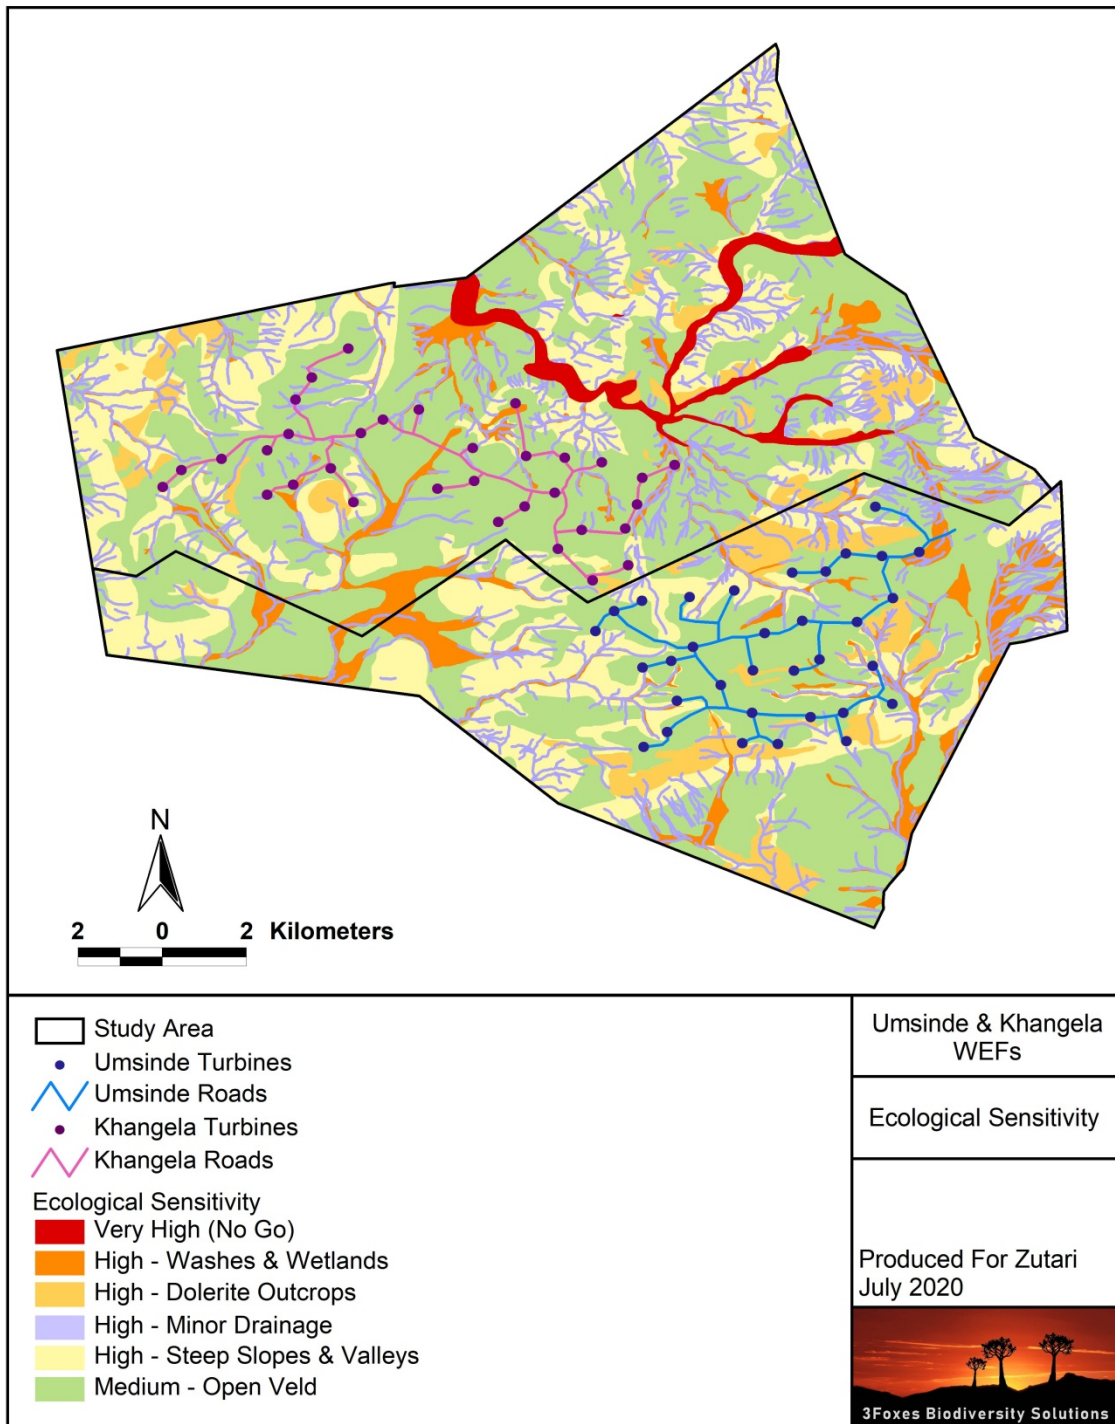 N
2 0 2 Kilometers
Study Area
Umsinde Turbines
Umsinde Roads
Khangela Turbines
Khangela Roads
Ecological Sensitivity
Very High (No Go)
High - Washes & Wetlands
High - Dolerite Outcrops
High - Minor Drainage
High - Steep Slopes & Valleys
Medium - Open Veld
Umsinde & Khangela
WEFs
Ecological Sensitivity
Produced For Zutari
July 2020
3Foxes Biodiversity Solutions